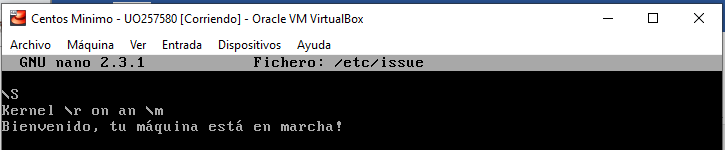 Centos Minimo - UO257580 [Corriendo] - Oracle VM VirtualBox
Archivo Máquina Ver Entrada Dispositivos Ayuda
GNU nano 2.3.1 Fichero: /etc/issue
\S
Kernel \r on an \m
Bienvenido, tu máquina está en marcha!